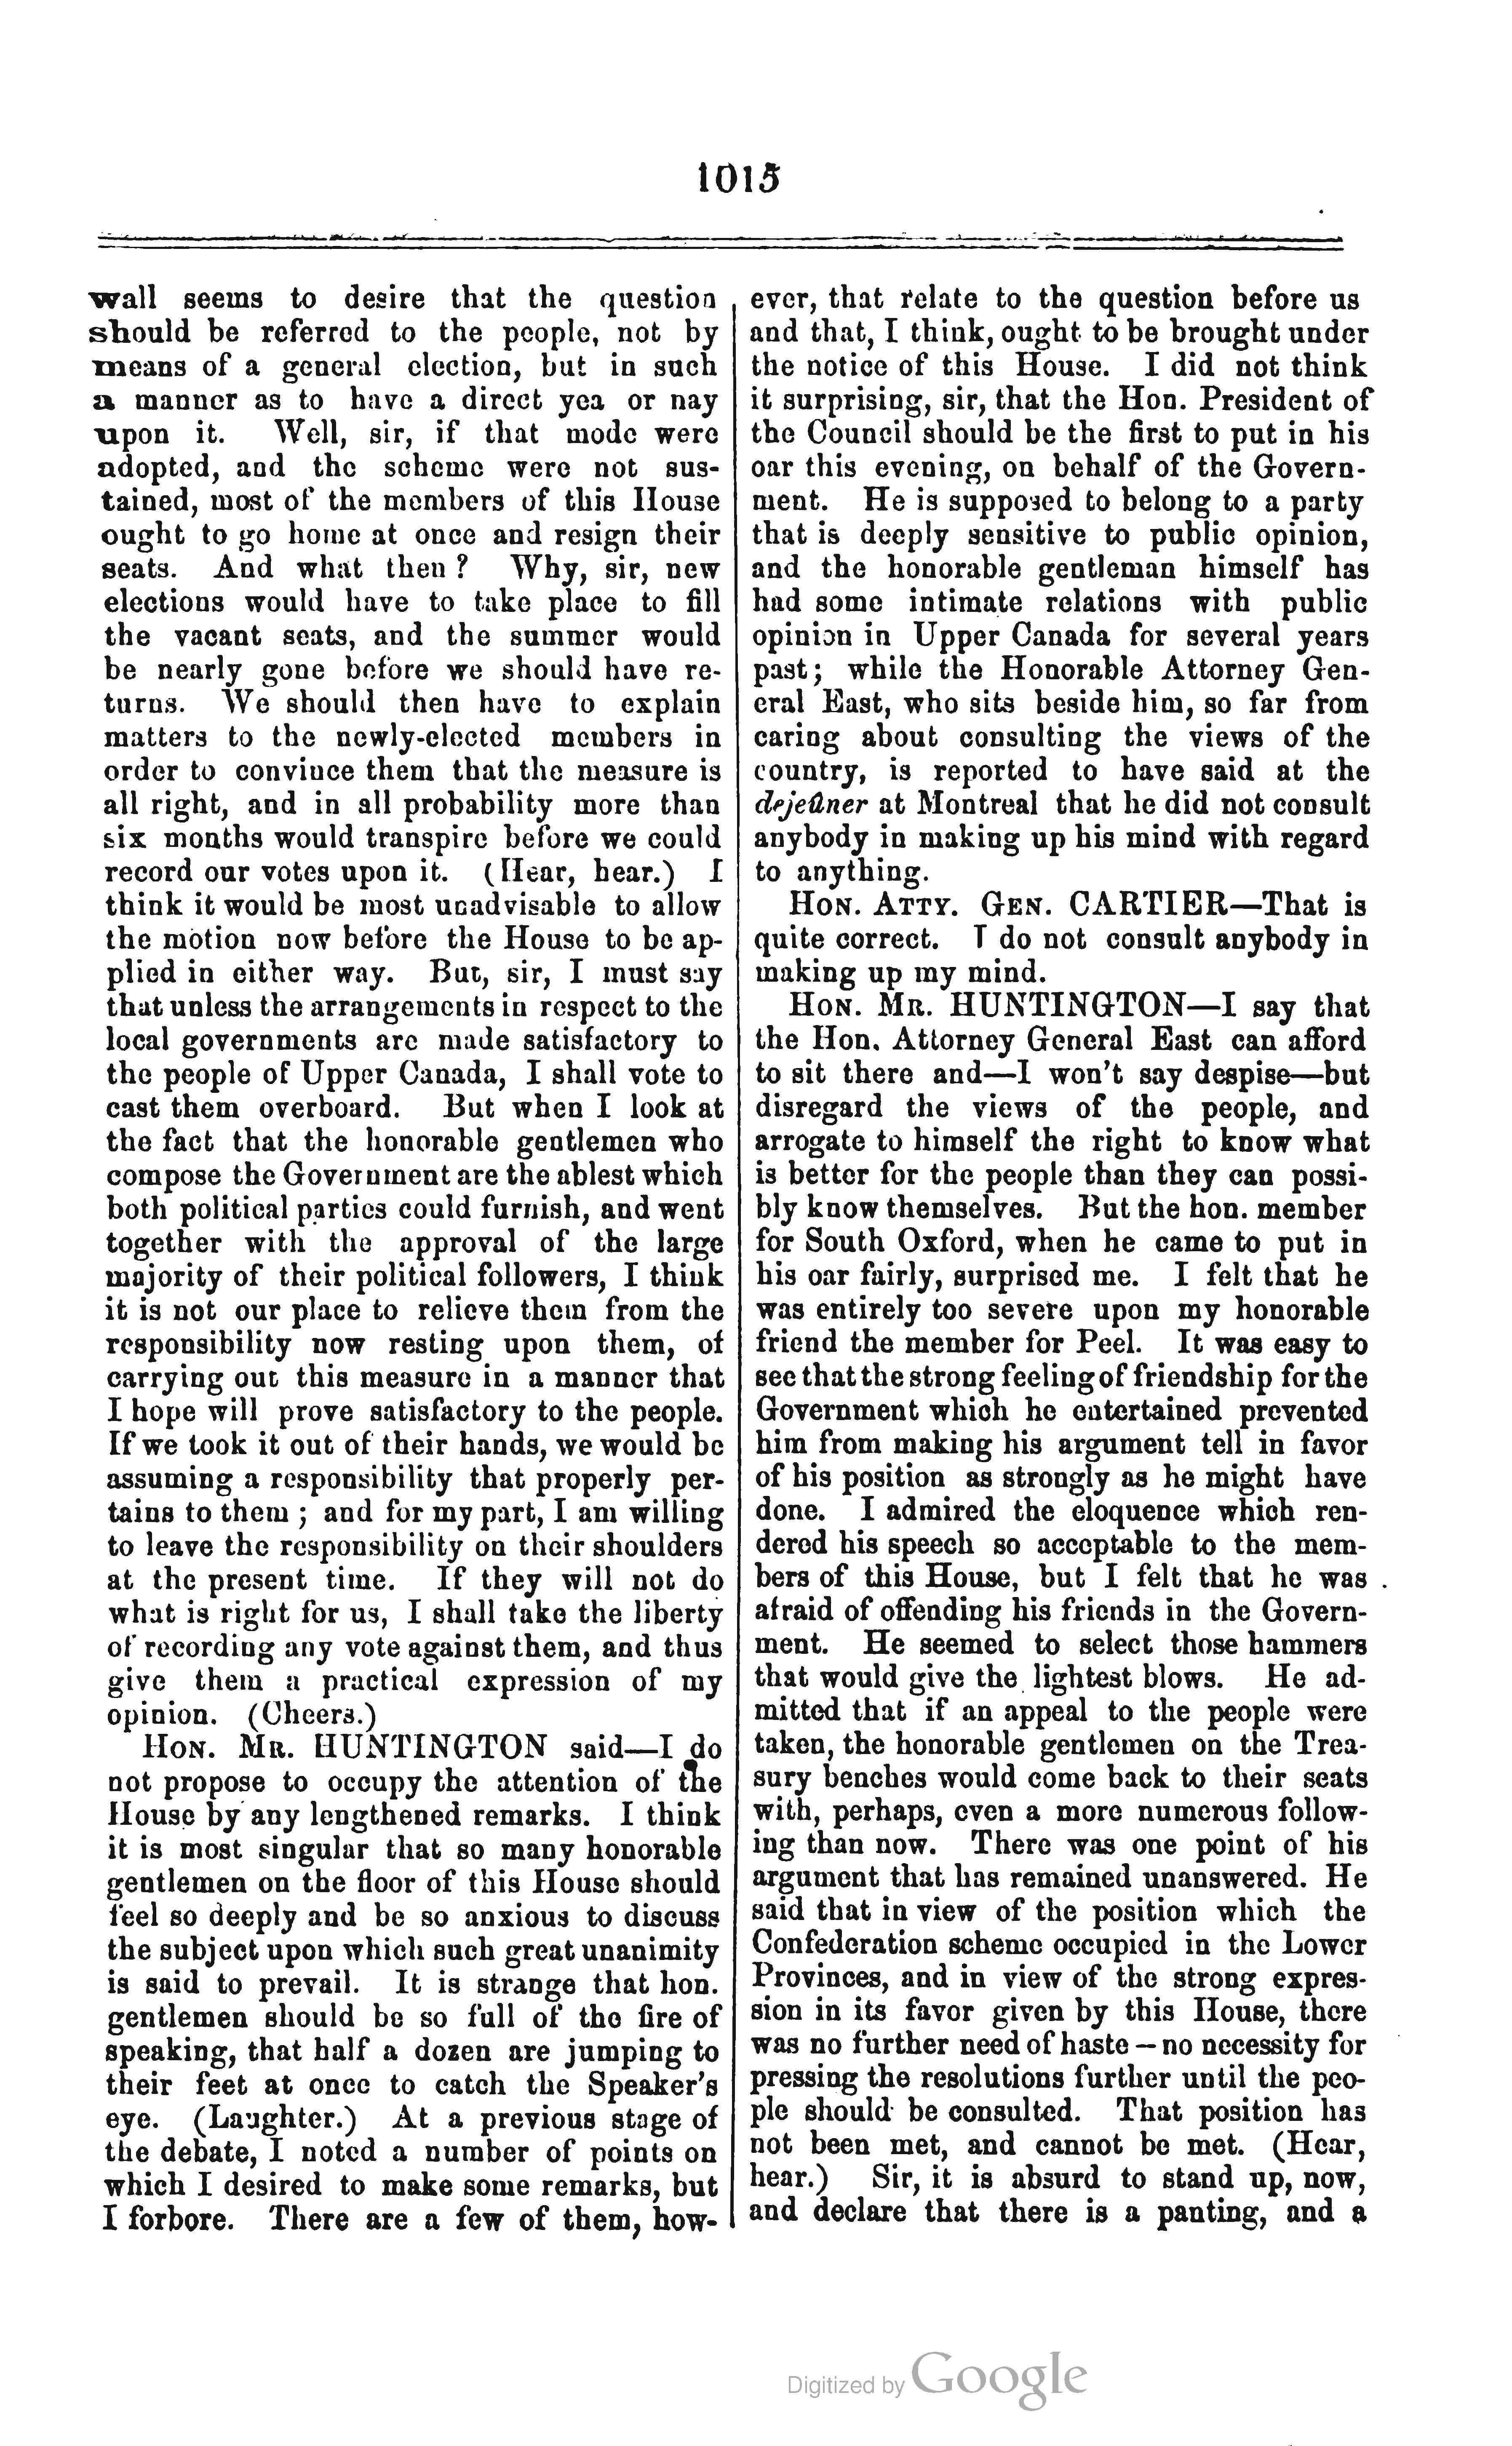 1015
wall seems to desire that the question
should be referred to the people, not by
means of a general election, but in such
a manner as to have a direct yea or nay
upon it. Well, sir, if that mode were
adopted, and the scheme were not sus-
tained, most of the members of this House
ought to go home at once and resign their
seats. And what then ? Why, sir, new
elections would have to take place to fill
the vacant seats, and the summer would
be nearly gone before we should have re-
turns. We should then have to explain
matters to the newly-elected members in
order to convince them that the measure is
all right, and in all probability more than
six months would transpire before we could
record our votes upon it. (Hear, hear.) I
think it would be most unadvisable to allow
the motion now before the House to be ap-
plied in either way. But, sir, I must say
that unless the arrangements in respect to the
local governments are made satisfactory to
the people of Upper Canada, I shall vote to
cast them overboard. But when I look at
the fact that the honorable gentlemen who
compose the Government are the ablest which
both political parties could furnish, and went
together with the approval of the large
majority of their political followers, I think
it is not our place to relieve them from the
responsibility now resting upon them, of
carrying out this measure in a manner that
I hope will prove satisfactory to the people.
If we took it out of their hands, we would be
assuming a responsibility that properly per-
tains to them ; and for my part, I am willing
to leave the responsibility on their shoulders
at the present time. If they will not do
what is right for us, I shall take the liberty
of recording any vote against them, and thus
give them a practical expression of my
opinion. (Cheers.)
HON. MR. HUNTINGTON said—I do
not propose to occupy the attention of the
House by any lengthened remarks. I think
it is most singular that so many honorable
gentlemen on the floor of this House should
feel so deeply and be so anxious to discuss
the subject upon which such great unanimity
is said to prevail. It is strange that hon.
gentlemen should be so full of the fire of
speaking, that half a dozen are jumping to
their feet at once to catch the Speaker's
eye. (Laughter.) At a previous stage of
the debate, I noted a number of points on
which I desired to make some remarks, but
I forbore. There are a few of them, how-
ever, that relate to the question before us
and that, I think, ought to be brought under
the notice of this House. I did not think
it surprising, sir, that the Hon. President of
the Council should be the first to put in his
oar this evening, on behalf of the Govern-
ment. He is supposed to belong to a party
that is deeply sensitive to public opinion,
and the honorable gentleman himself has
had some intimate relations with public
opinion in Upper Canada for several years
past; while the Honorable Attorney Gen-
eral East, who sits beside him, so far from
caring about consulting the views of the
country, is reported to have said at the
dejeûner at Montreal that he did not consult
anybody in making up his mind with regard
to anything.
HON. ATTY. GEN. CARTIER—That is
quite correct. I do not consult anybody in
making up my mind.
HON. MR. HUNTINGTON—I say that
the Hon. Attorney General East can afford
to sit there and—I won't say despise—but
disregard the views of the people, and
arrogate to himself the right to know what
is better for the people than they can possi-
bly know themselves. But the hon. member
for South Oxford, when he came to put in
his oar fairly, surprised me. I felt that he
was entirely too severe upon my honorable
friend the member for Peel. It was easy to
see that the strong feeling of friendship for the
Government which he entertained prevented
him from making his argument tell in favor
of his position as strongly as he might have
done. I admired the eloquence which ren-
dered his speech so acceptable to the mem-
bers of this House, but I felt that he was
afraid of offending his friends in the Govern-
ment. He seemed to select those hammers
that would give the lightest blows. He ad-
mitted that if an appeal to the people were
taken, the honorable gentlemen on the Trea-
sury benches would come back to their seats
with, perhaps, even a more numerous follow-
ing than now. There was one point of his
argument that has remained unanswered. He
said that in view of the position which the
Confederation scheme occupied in the Lower
Provinces, and in view of the strong expres-
sion in its favor given by this House, there
was no further need of haste – no necessity for
pressing the resolutions further until the peo-
ple should be consulted. That position has
not been met, and cannot be met. (Hear,
hear.) Sir, it is absurd to stand up, now,
and declare that there is a panting, and a
Digitized by Google